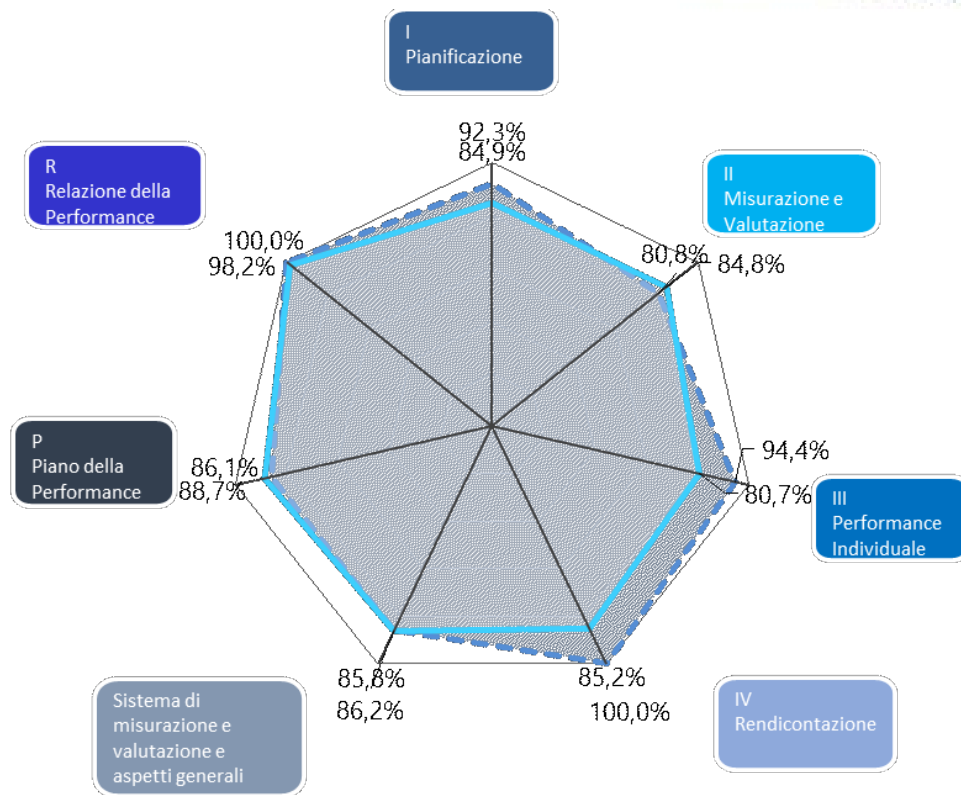 I
Pianificazione
92,3%
84,9%
R
Relazione della
Performance
II
Misurazione e
Valutazione
100,0%
98,2%
80,8%
84,8%
P
Piano della
Performance
86,1%
88,7%
94,4%
80,7%
III
Performance
Individuale
Sistema di
misurazione e
valutazione e
aspetti generali
85,8%
86,2%
85,2%
100,0%
IV
Rendicontazione